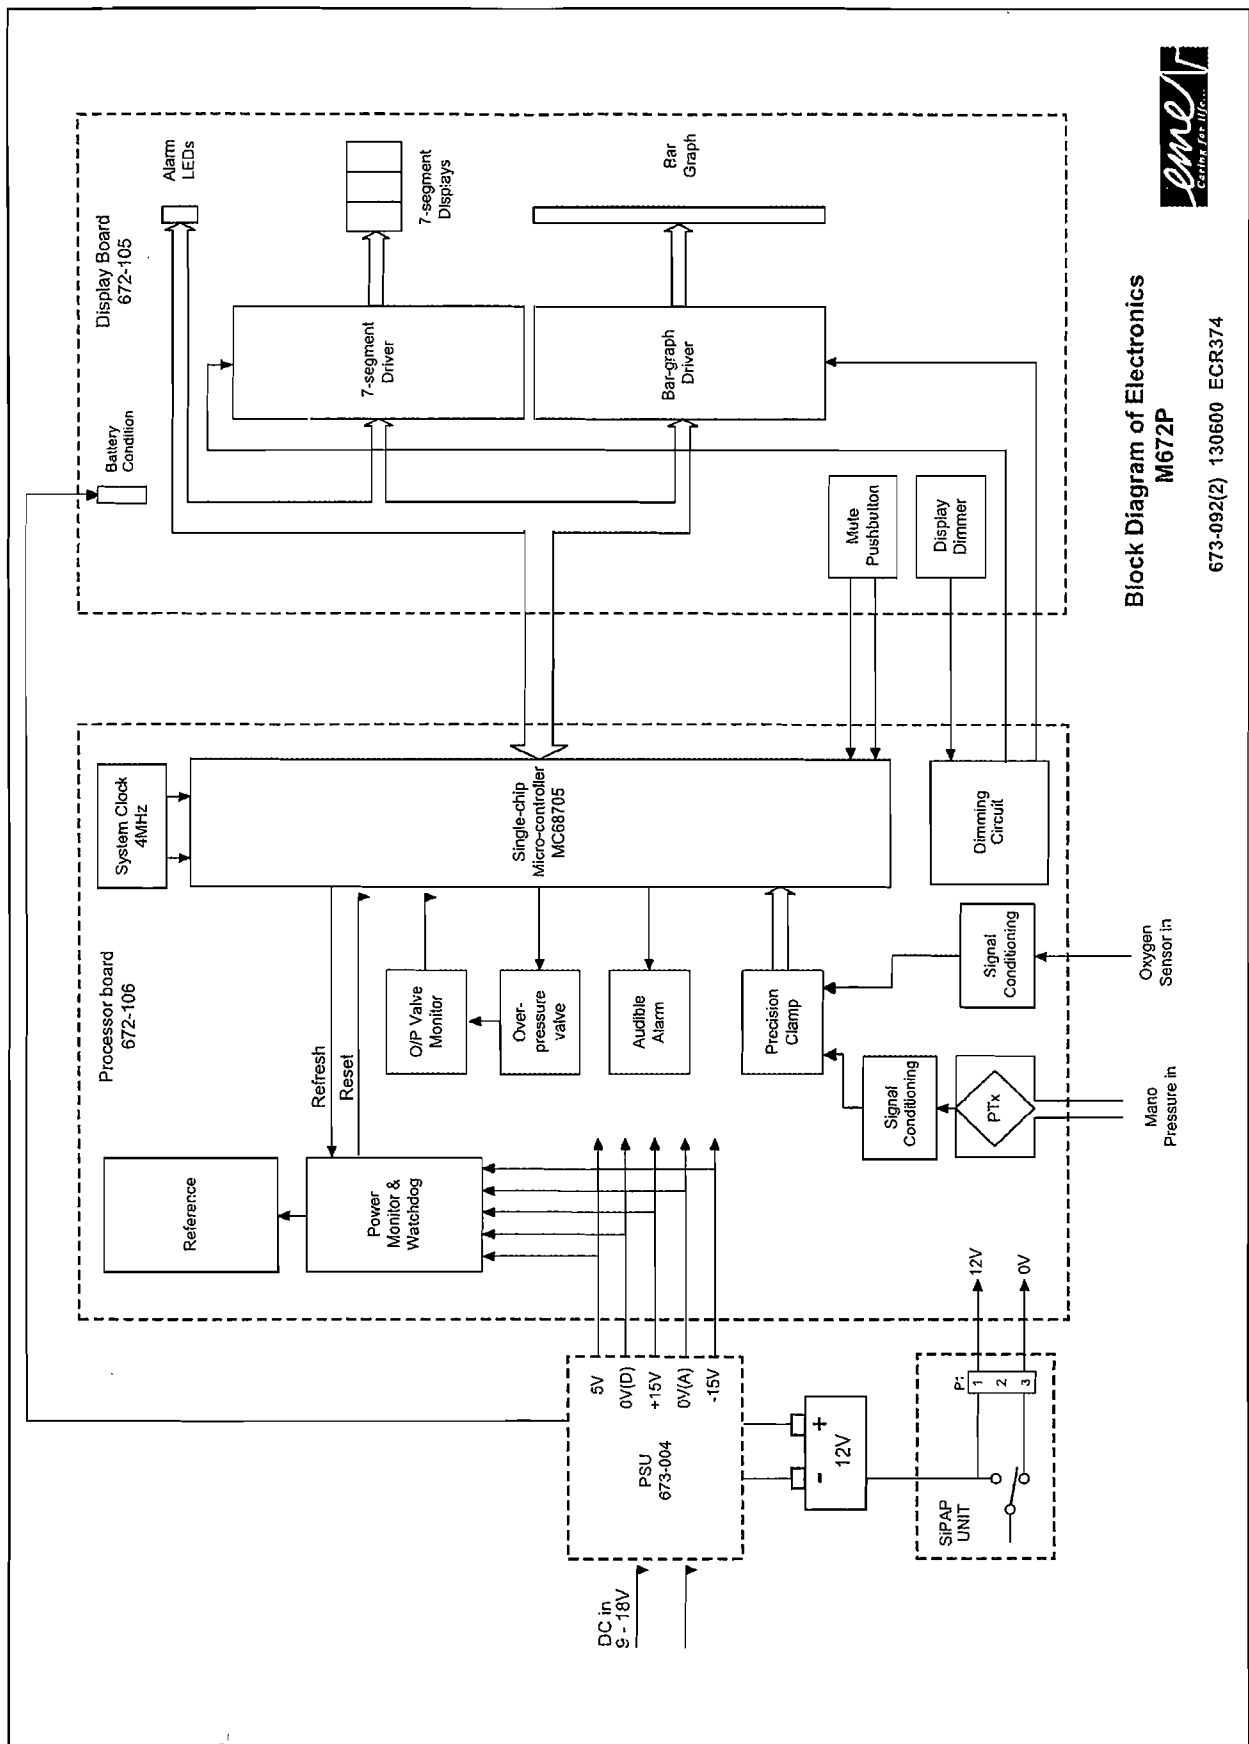 Display Board
672-105
Battery
Condition
Alarm
LEDs
7-segment
Driver
7-segment
Displays
Bar-graph
Driver
Bar
Graph
Mute
Pushbutton
Display
Dimmer
Processor board
672-106
System Clock
4MHz
Single-chip
Micro-controller
MC68705
Refresh
Reset
Reference
Power
Monitor &
Watchdog
O/P Valve
Monitor
Over-
pressure
valve
Audible
Alarm
Precision
Clamp
Signal
Conditioning
Signal
Conditioning
PTx
Dimming
Circuit
Oxygen
Sensor in
Mano
Pressure in
5V
0V(D)
+15V
0V(A)
-15V
PSU
673-004
DC in
9 - 18V
- +
12V
SiPAP
UNIT
P1
1
2
3
12V
0V
Block Diagram of Electronics
M672P
673-092(2) 130600 ECR374
eme
Caring for life...